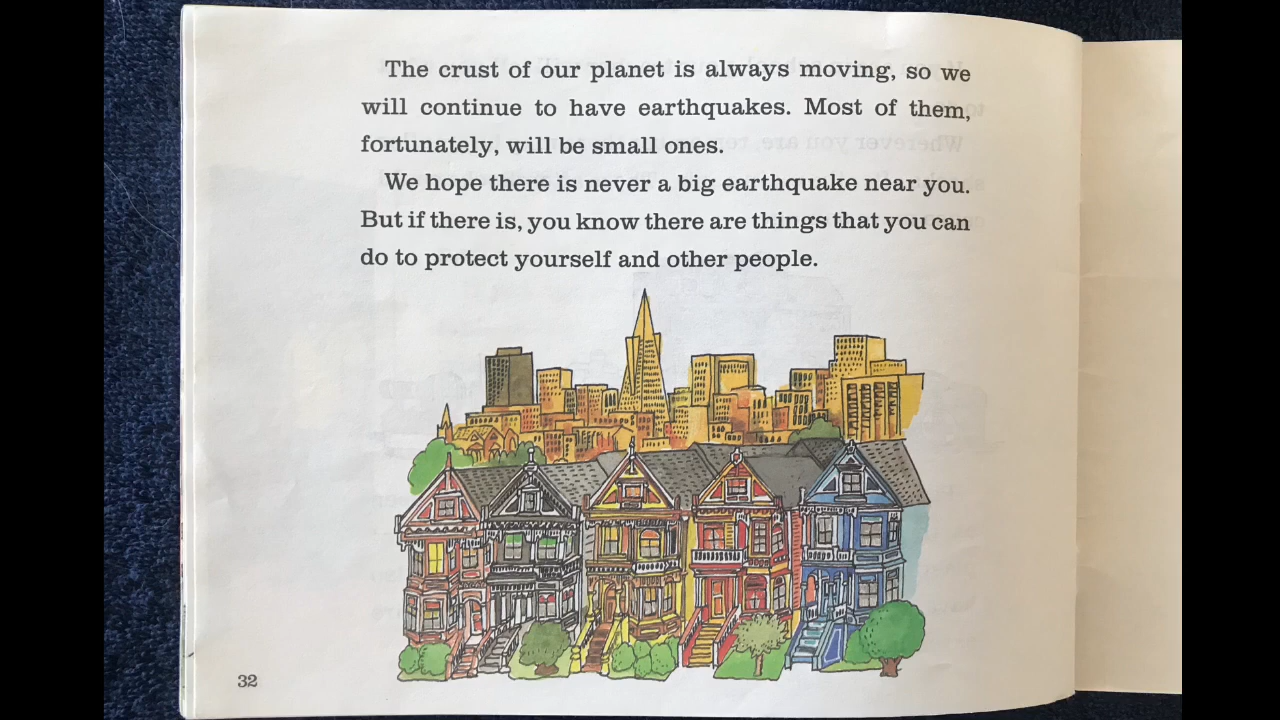 The crust of our planet is always moving, so we
will continue to have earthquakes. Most of them,
fortunately, will be small ones.
We hope there is never a big earthquake near you.
But if there is, you know there are things that you can
do to protect yourself and other people.
32